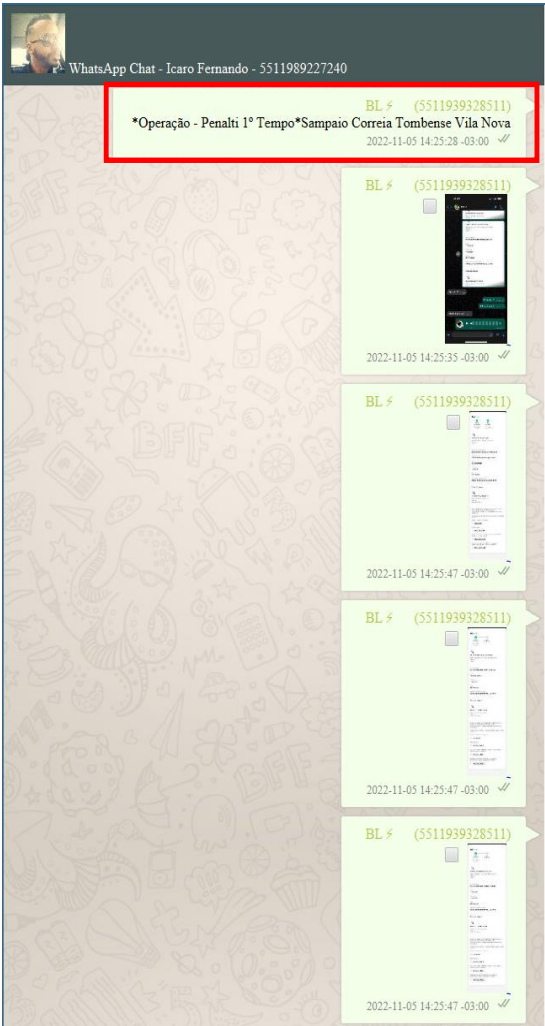 WhatsApp Chat - Icaro Fernando - 5511989227240
BL⚡ (5511939328511)
*Operação - Penalti 1º Tempo*Sampaio Correia Tombense Vila Nova
2022-11-05 14:25:28 -03:00
BL⚡ (5511939328511)
2022-11-05 14:25:35 -03:00
BL⚡ (5511939328511)
2022-11-05 14:25:47 -03:00
BL⚡ (5511939328511)
2022-11-05 14:25:47 -03:00
BL⚡ (5511939328511)
2022-11-05 14:25:47 -03:00